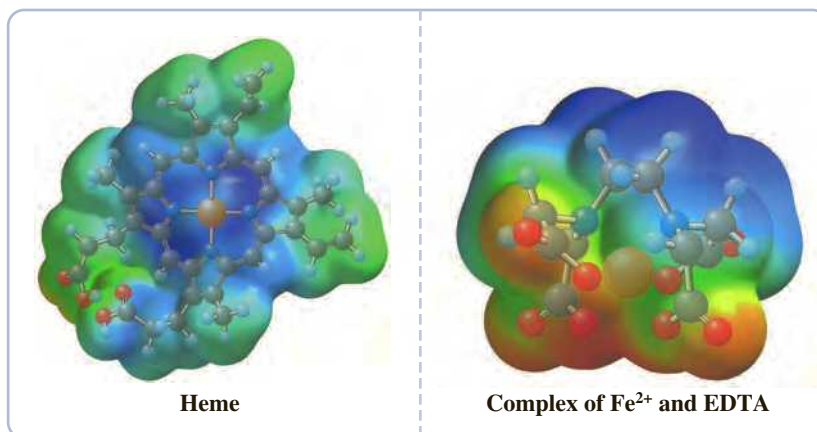 Heme
Complex of Fe²⁺ and EDTA